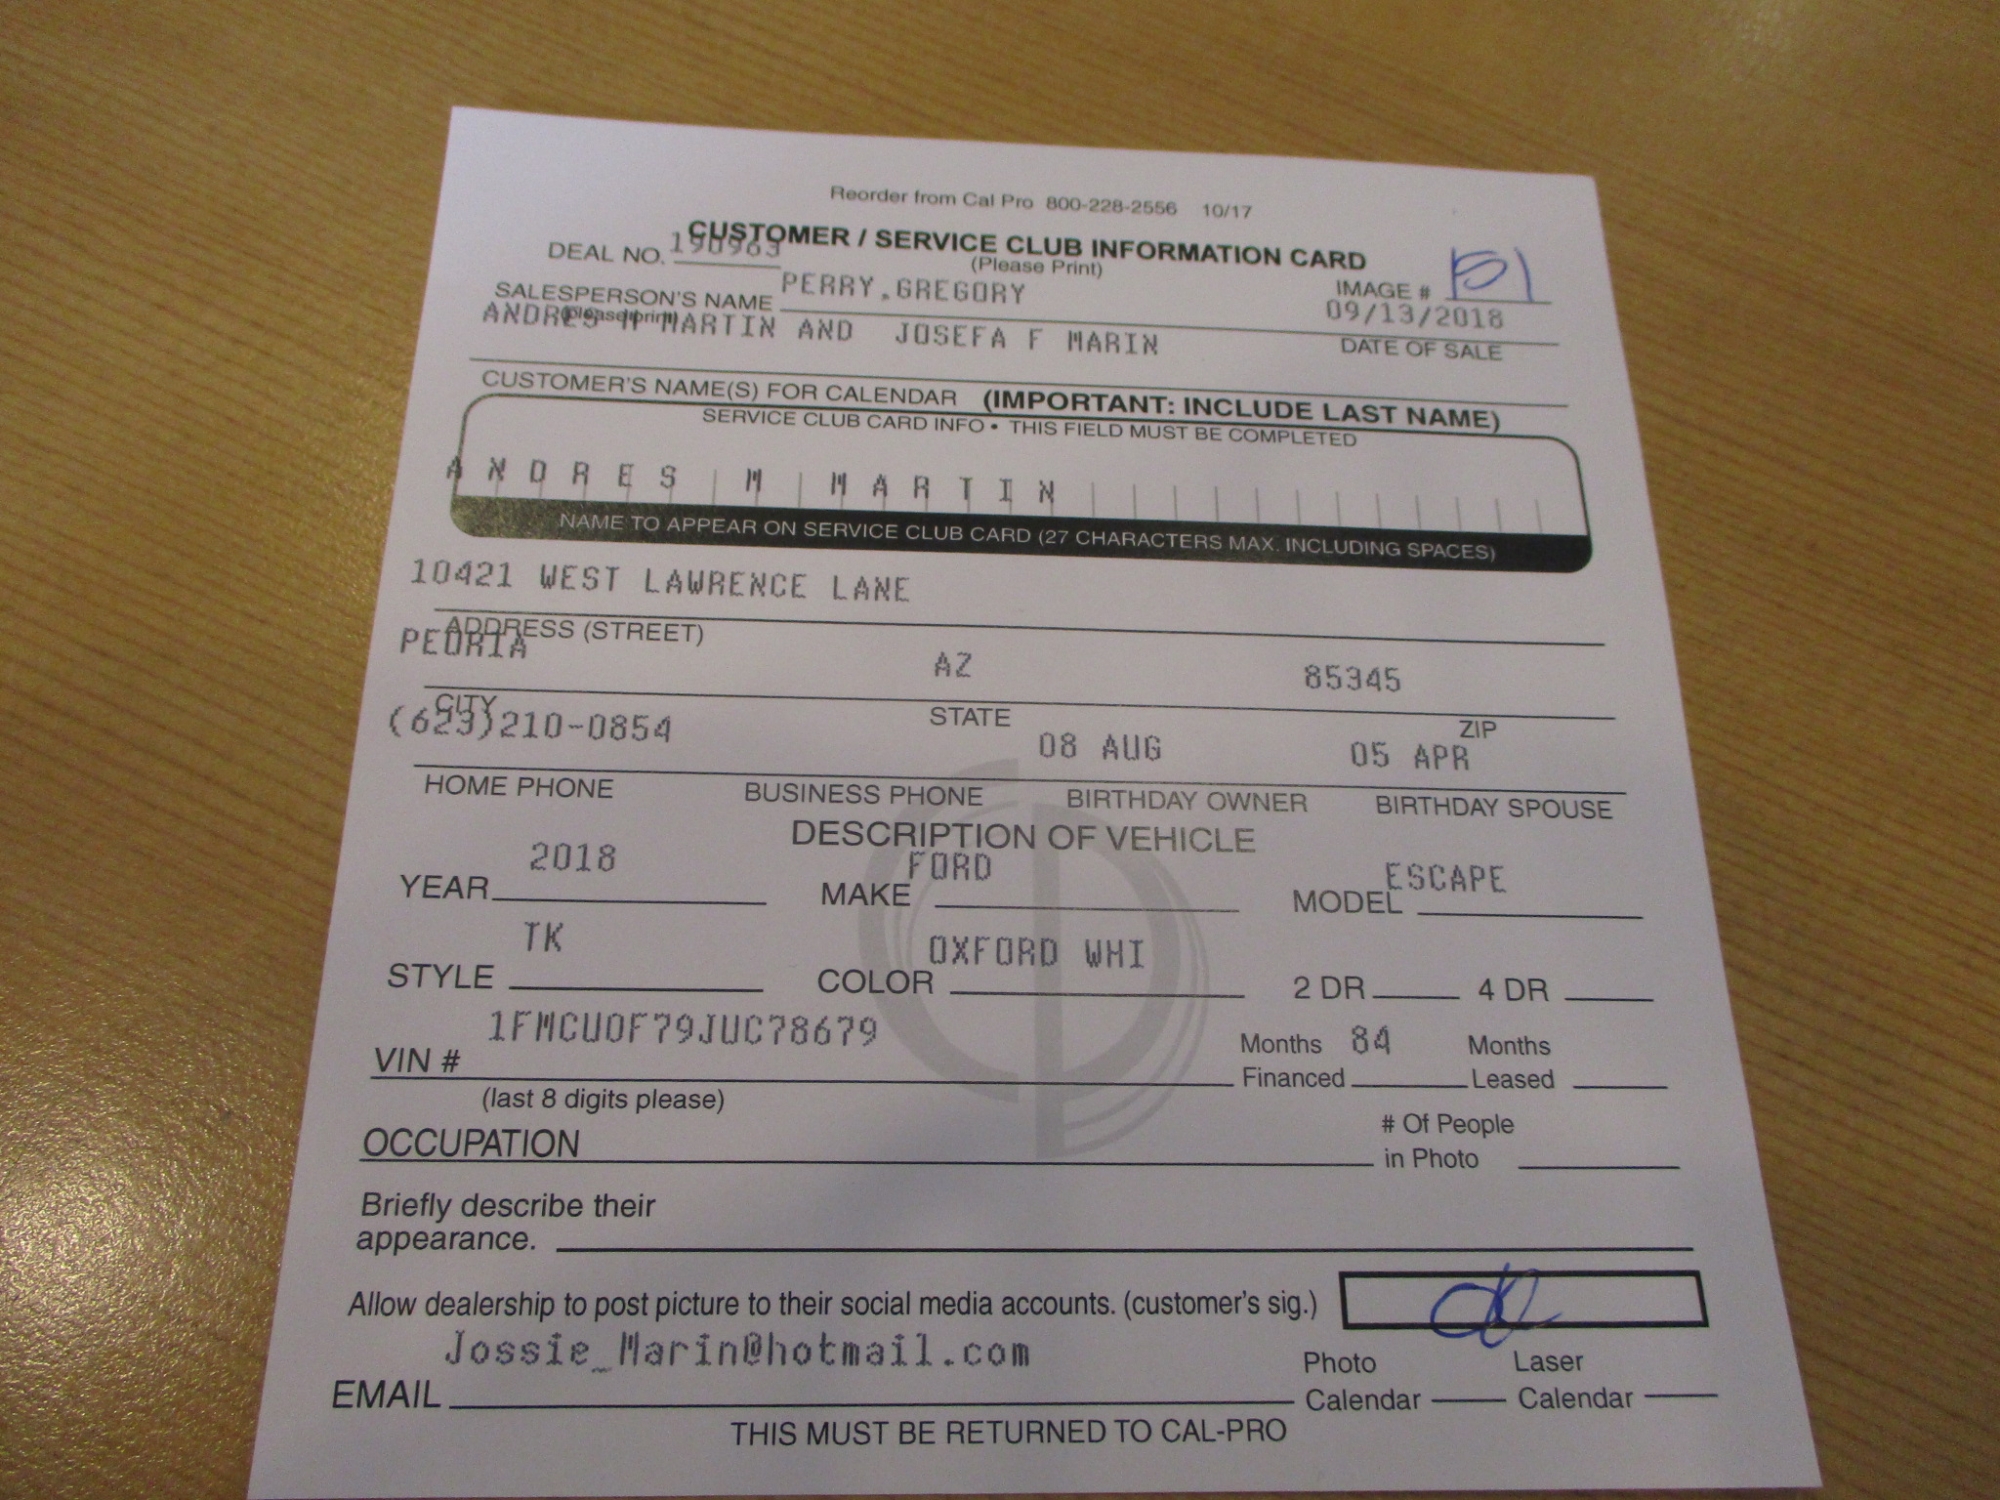 Reorder from Cal Pro 800-228-2556 10/17
CUSTOMER / SERVICE CLUB INFORMATION CARD
(Please Print)
DEAL NO. 190963
IMAGE #
SALESPERSON'S NAME PERRY,GREGORY
(please print)
09/13/2018
DATE OF SALE
ANDRES M MARTIN AND JOSEFA F MARIN
CUSTOMER'S NAME(S) FOR CALENDAR (IMPORTANT: INCLUDE LAST NAME)
SERVICE CLUB CARD INFO • THIS FIELD MUST BE COMPLETED
ANDRES M MARTIN
NAME TO APPEAR ON SERVICE CLUB CARD (27 CHARACTERS MAX. INCLUDING SPACES)
10421 WEST LAWRENCE LANE
ADDRESS (STREET)
PEORIA AZ 85345
CITY STATE ZIP
(623)210-0854 08 AUG 05 APR
HOME PHONE BUSINESS PHONE BIRTHDAY OWNER BIRTHDAY SPOUSE
DESCRIPTION OF VEHICLE
YEAR 2018 MAKE FORD MODEL ESCAPE
STYLE TK COLOR OXFORD WHI 2 DR 4 DR
VIN # 1FMCU0F79JUC78679
(last 8 digits please)
Months Financed 84 Months Leased
OCCUPATION
# Of People in Photo
Briefly describe their
appearance.
Allow dealership to post picture to their social media accounts. (customer's sig.)
EMAIL Jossie_Marin@hotmail.com
Photo Calendar Laser Calendar
THIS MUST BE RETURNED TO CAL-PRO